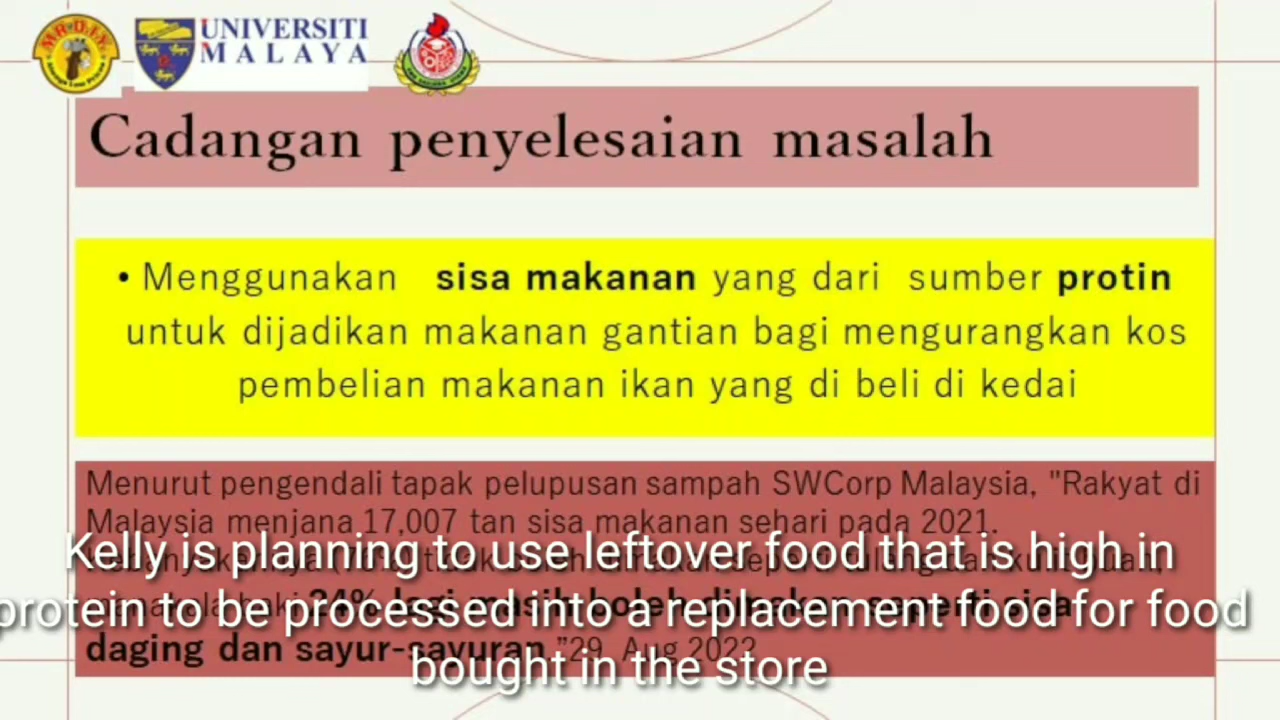 UNIVERSITI
MALAYA
Cadangan penyelesaian masalah
• Menggunakan sisa makanan yang dari sumber protin
untuk dijadikan makanan gantian bagi mengurangkan kos
pembelian makanan ikan yang di beli di kedai
Menurut pengendali tapak pelupusan sampah SWCorp Malaysia, "Rakyat di
Malaysia menjana 17,007 tan sisa makanan sehari pada 2021.
24% lagi masih boleh
daging dan sayur-sayuran ."29, Aug 2022
Kelly is planning to use leftover food that is high in
protein to be processed into a replacement food for food
bought in the store